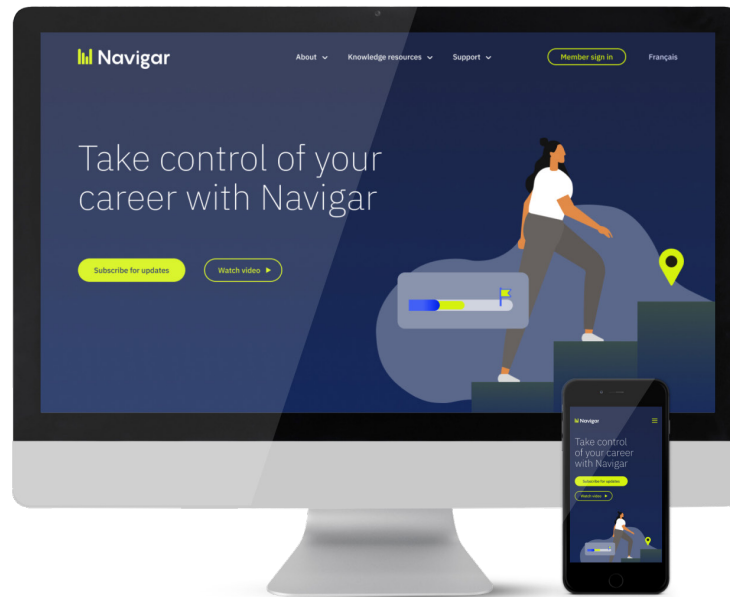 Navigar
About
Knowledge resources
Support
Member sign in
Français
Take control of your
career with Navigar
Subscribe for updates
Watch video
Navigar
Take control
of your career
with Navigar
Subscribe for updates
Watch video